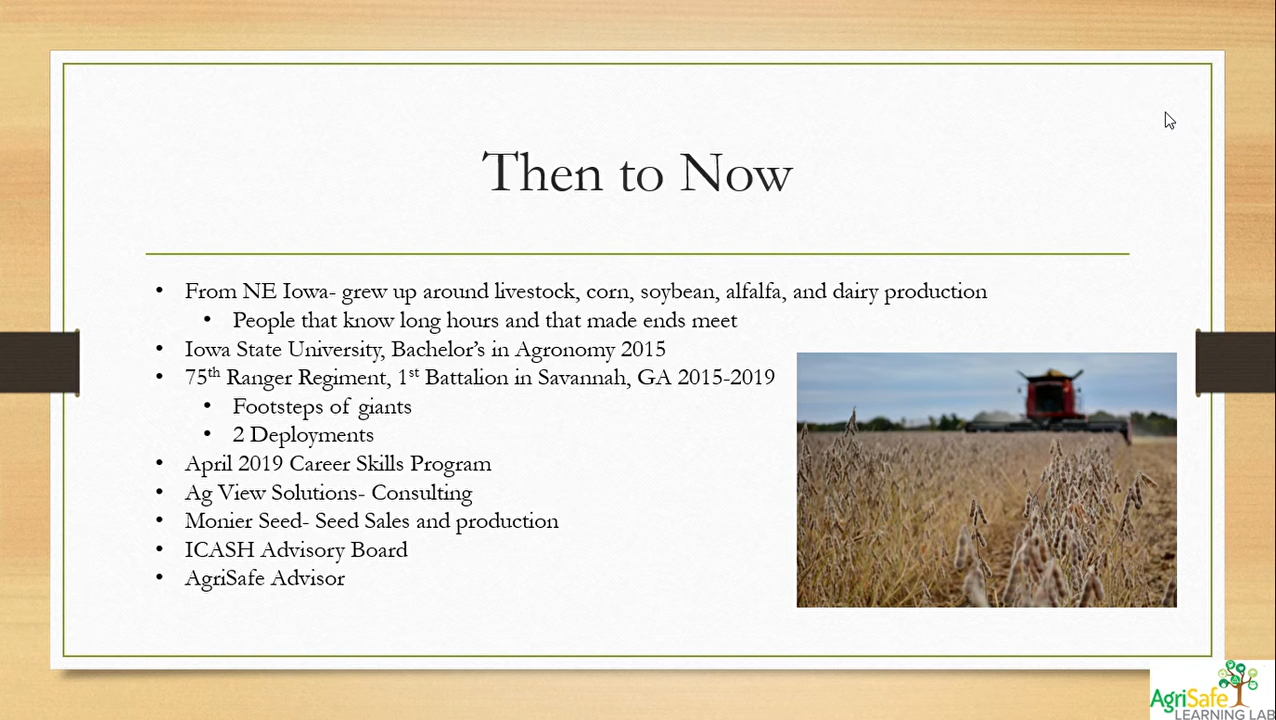 Then to Now
From NE Iowa- grew up around livestock, corn, soybean, alfalfa, and dairy production
People that know long hours and that made ends meet
Iowa State University, Bachelor’s in Agronomy 2015
75th Ranger Regiment, 1st Battalion in Savannah, GA 2015-2019
Footsteps of giants
2 Deployments
April 2019 Career Skills Program
Ag View Solutions- Consulting
Monier Seed- Seed Sales and production
ICASH Advisory Board
AgriSafe Advisor
AgriSafe
LEARNING LAB